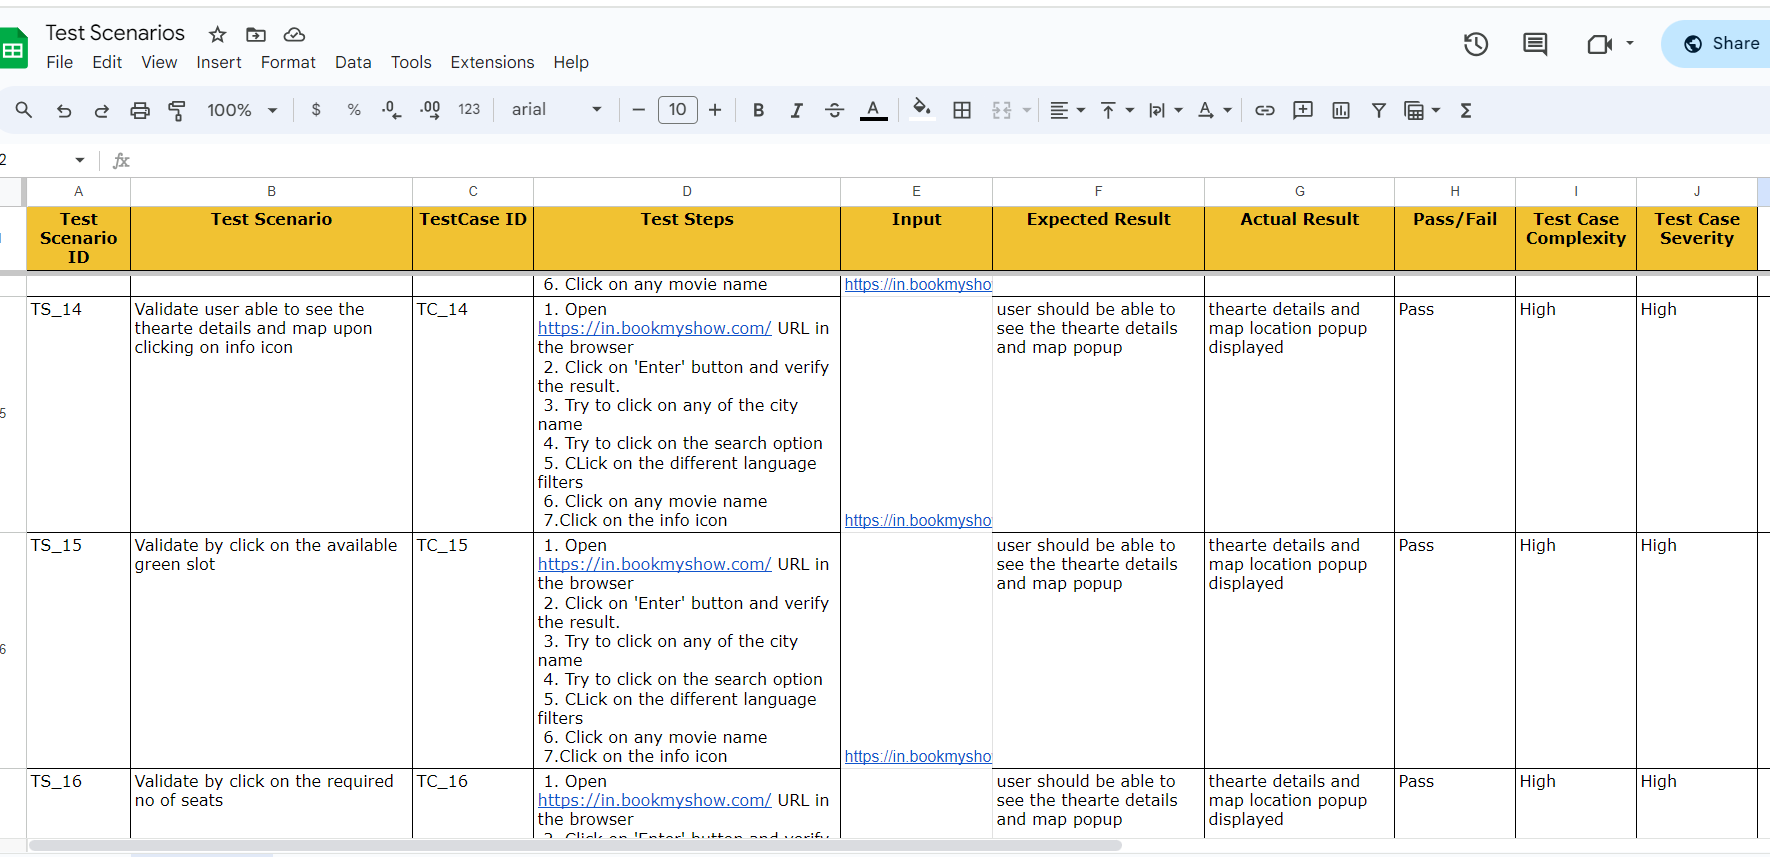 Test Scenarios
File Edit View Insert Format Data Tools Extensions Help
Share
100% $ % .0 .00 123 arial 10 B I A
2 fx
A B C D E F G H I J
Test Scenario ID
Test Scenario
TestCase ID
Test Steps
Input
Expected Result
Actual Result
Pass/Fail
Test Case Complexity
Test Case Severity
6. Click on any movie name
https://in.bookmysho
5
TS_14
Validate user able to see the
thearte details and map upon
clicking on info icon
TC_14
1. Open
https://in.bookmyshow.com/ URL in
the browser
2. Click on 'Enter' button and verify
the result.
3. Try to click on any of the city
name
4. Try to click on the search option
5. CLick on the different language
filters
6. Click on any movie name
7.Click on the info icon
https://in.bookmysho
user should be able to
see the thearte details
and map popup
thearte details and
map location popup
displayed
Pass
High
High
6
TS_15
Validate by click on the available
green slot
TC_15
1. Open
https://in.bookmyshow.com/ URL in
the browser
2. Click on 'Enter' button and verify
the result.
3. Try to click on any of the city
name
4. Try to click on the search option
5. CLick on the different language
filters
6. Click on any movie name
7.Click on the info icon
https://in.bookmysho
user should be able to
see the thearte details
and map popup
thearte details and
map location popup
displayed
Pass
High
High
TS_16
Validate by click on the required
no of seats
TC_16
1. Open
https://in.bookmyshow.com/ URL in
the browser
2. Click on 'Enter' button and verify
user should be able to
see the thearte details
and map popup
thearte details and
map location popup
displayed
Pass
High
High